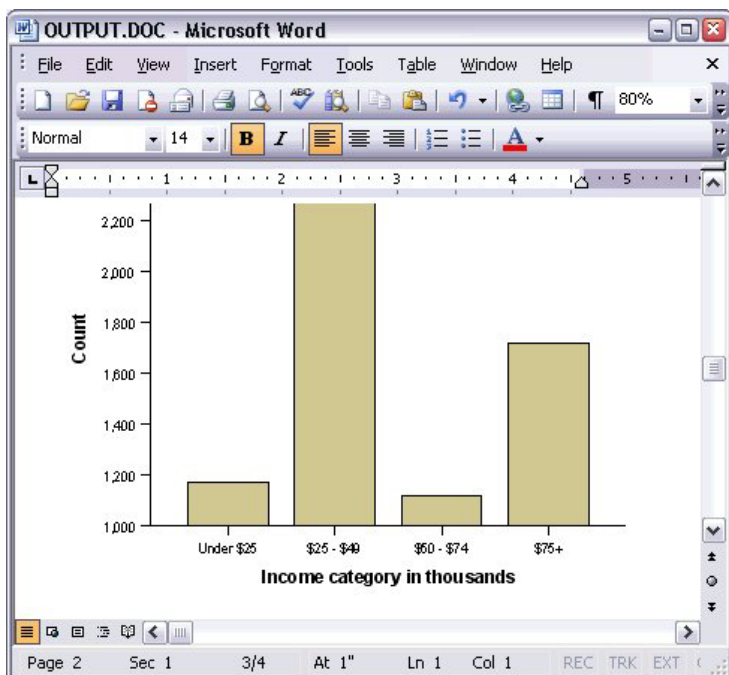 OUTPUT.DOC - Microsoft Word
File Edit View Insert Format Tools Table Window Help
ABC ¶ 80%
Normal 14 B I A
L 1 2 3 4 5
2,200
2,000
1,800
1,600
1,400
1,200
1,000
Count
Under $25 $25 - $49 $50 - $74 $75+
Income category in thousands
Page 2 Sec 1 3/4 At 1" Ln 1 Col 1 REC TRK EXT